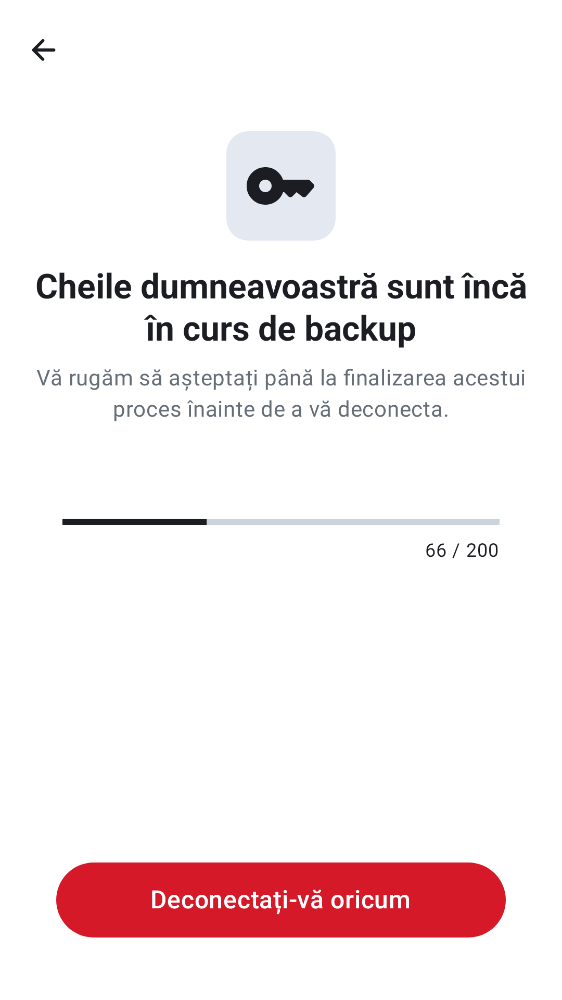 Cheile dumneavoastră sunt încă
în curs de backup
Vă rugăm să așteptați până la finalizarea acestui
proces înainte de a vă deconecta.
66 / 200
Deconectați-vă oricum